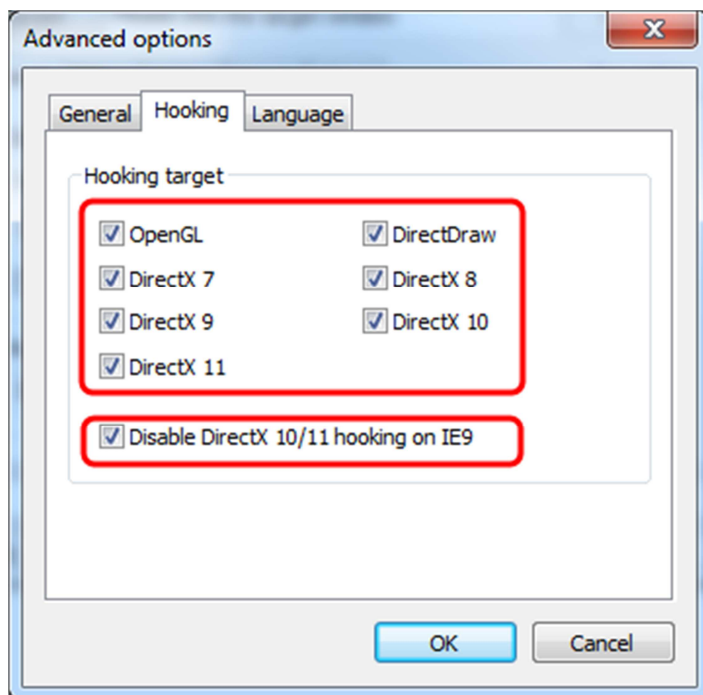 Advanced options
General Hooking Language
Hooking target
OpenGL DirectDraw
DirectX 7 DirectX 8
DirectX 9 DirectX 10
DirectX 11
Disable DirectX 10/11 hooking on IE9
OK Cancel